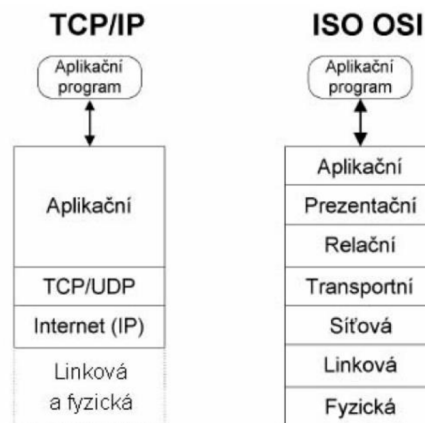 TCP/IP
Aplikační
program
Aplikační
TCP/UDP
Internet (IP)
Linková
a fyzická
ISO OSI
Aplikační
program
Aplikační
Prezentační
Relační
Transportní
Síťová
Linková
Fyzická